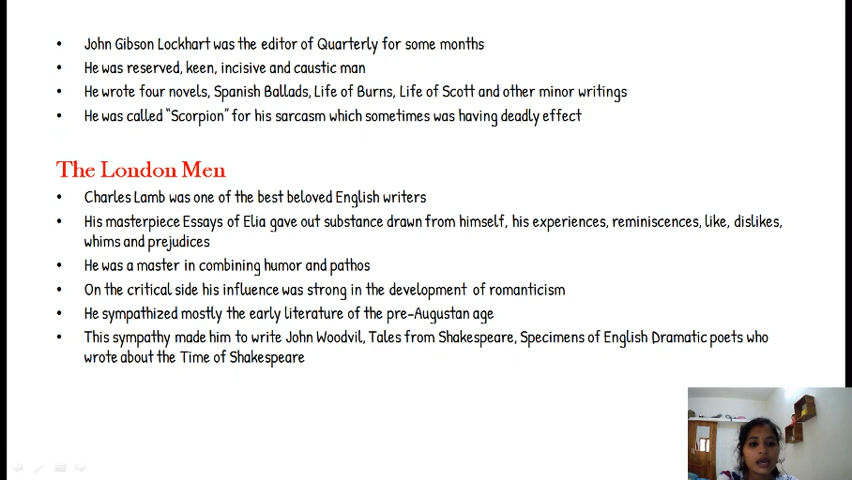 • John Gibson Lockhart was the editor of Quarterly for some months
• He was reserved, keen, incisive and caustic man
• He wrote four novels, Spanish Ballads, Life of Burns, Life of Scott and other minor writings
• He was called "Scorpion" for his sarcasm which sometimes was having deadly effect
The London Men
• Charles Lamb was one of the best beloved English writers
• His masterpiece Essays of Elia gave out substance drawn from himself, his experiences, reminiscences, like, dislikes,
whims and prejudices
• He was a master in combining humor and pathos
• On the critical side his influence was strong in the development of romanticism
• He sympathized mostly the early literature of the pre-Augustan age
• This sympathy made him to write John Woodvil, Tales from Shakespeare, Specimens of English Dramatic poets who
wrote about the Time of Shakespeare